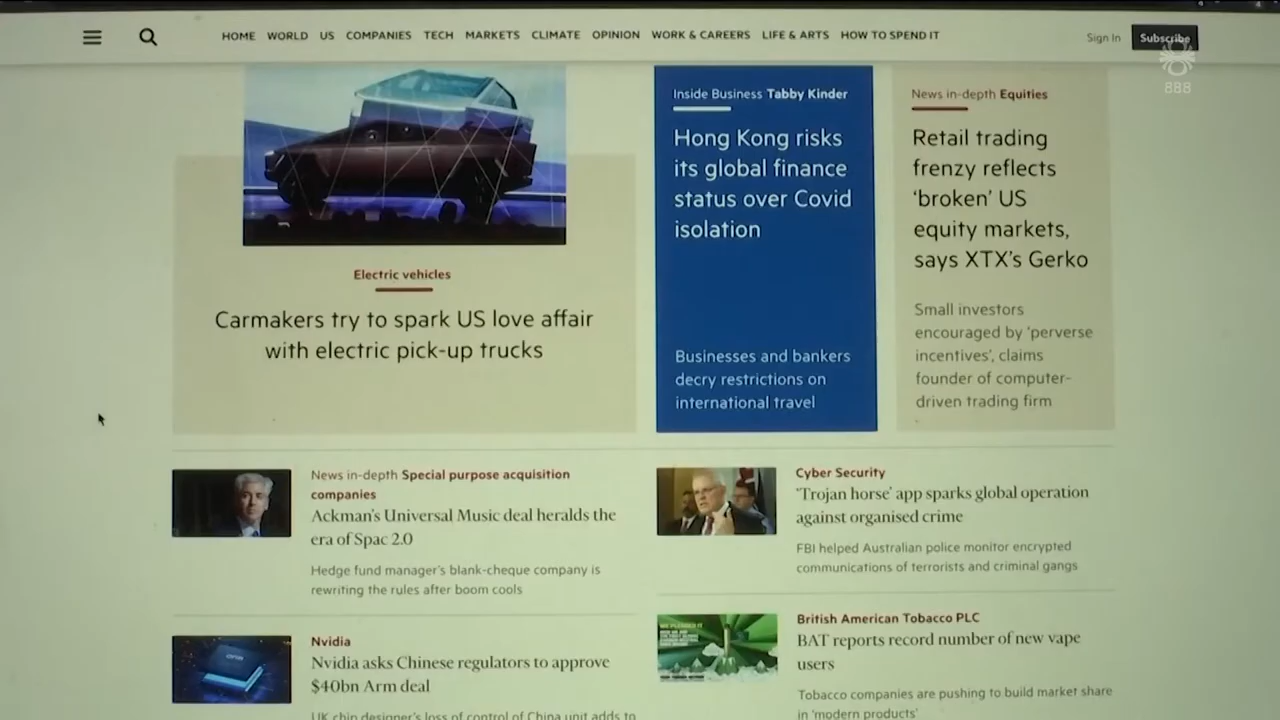 HOME WORLD US COMPANIES TECH MARKETS CLIMATE OPINION WORK & CAREERS LIFE & ARTS HOW TO SPEND IT
Sign In Subscribe
888
Electric vehicles
Carmakers try to spark US love affair
with electric pick-up trucks
Inside Business Tabby Kinder
Hong Kong risks
its global finance
status over Covid
isolation
Businesses and bankers
decry restrictions on
international travel
News in-depth Equities
Retail trading
frenzy reflects
‘broken’ US
equity markets,
says XTX’s Gerko
Small investors
encouraged by ‘perverse
incentives’, claims
founder of computer-
driven trading firm
News in-depth Special purpose acquisition
companies
Ackman’s Universal Music deal heralds the
era of Spac 2.0
Hedge fund manager’s blank-cheque company is
rewriting the rules after boom cools
Cyber Security
‘Trojan horse’ app sparks global operation
against organised crime
FBI helped Australian police monitor encrypted
communications of terrorists and criminal gangs
Nvidia
Nvidia asks Chinese regulators to approve
$40bn Arm deal
UK chip designer’s loss of control of China unit adds to
British American Tobacco PLC
BAT reports record number of new vape
users
Tobacco companies are pushing to build market share
in ‘modern products’